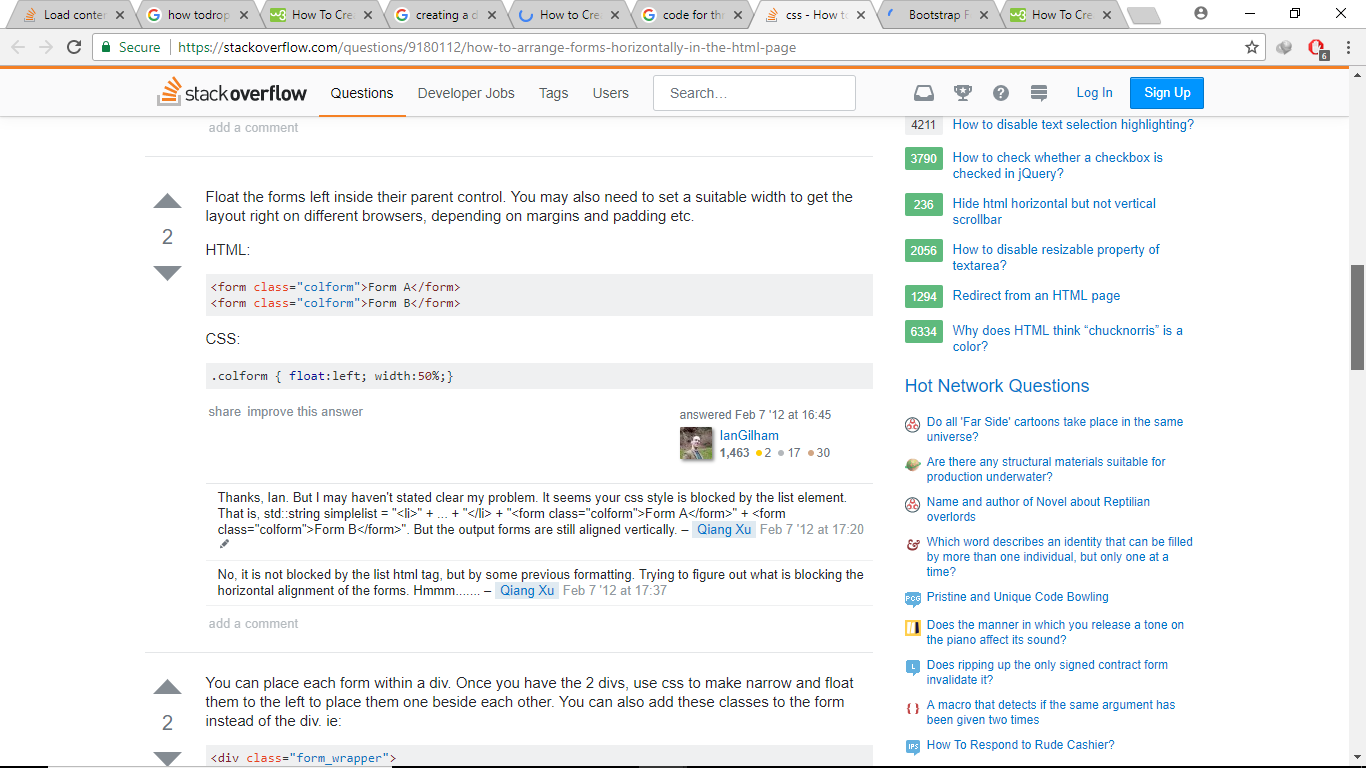 Load conter
how todrop
How To Cre
creating a d
How to Cre
code for thr
css - How to
Bootstrap F
How To Cre
Secure https://stackoverflow.com/questions/9180112/how-to-arrange-forms-horizontally-in-the-html-page
6
stackoverflow Questions Developer Jobs Tags Users Search... Log In Sign Up
add a comment
2
Float the forms left inside their parent control. You may also need to set a suitable width to get the
layout right on different browsers, depending on margins and padding etc.
HTML:
<form class="colform">Form A</form>
<form class="colform">Form B</form>
CSS:
.colform { float:left; width:50%;}
share improve this answer
answered Feb 7 '12 at 16:45
IanGilham
1,463 2 17 30
Thanks, Ian. But I may haven't stated clear my problem. It seems your css style is blocked by the list element.
That is, std::string simplelist = "<li>" + ... + "</li> + "<form class="colform">Form A</form>" + <form
class="colform">Form B</form>". But the output forms are still aligned vertically. – Qiang Xu Feb 7 '12 at 17:20
No, it is not blocked by the list html tag, but by some previous formatting. Trying to figure out what is blocking the
horizontal alignment of the forms. Hmmm....... – Qiang Xu Feb 7 '12 at 17:37
add a comment
2
You can place each form within a div. Once you have the 2 divs, use css to make narrow and float
them to the left to place them one beside each other. You can also add these classes to the form
instead of the div. ie:
<div class="form_wrapper">
4211 How to disable text selection highlighting?
3790 How to check whether a checkbox is
checked in jQuery?
236 Hide html horizontal but not vertical
scrollbar
2056 How to disable resizable property of
textarea?
1294 Redirect from an HTML page
6334 Why does HTML think “chucknorris” is a
color?
Hot Network Questions
Do all 'Far Side' cartoons take place in the same
universe?
Are there any structural materials suitable for
production underwater?
Name and author of Novel about Reptilian
overlords
Which word describes an identity that can be filled
by more than one individual, but only one at a
time?
PCG Pristine and Unique Code Bowling
Does the manner in which you release a tone on
the piano affect its sound?
L Does ripping up the only signed contract form
invalidate it?
{} A macro that detects if the same argument has
been given two times
IPS How To Respond to Rude Cashier?